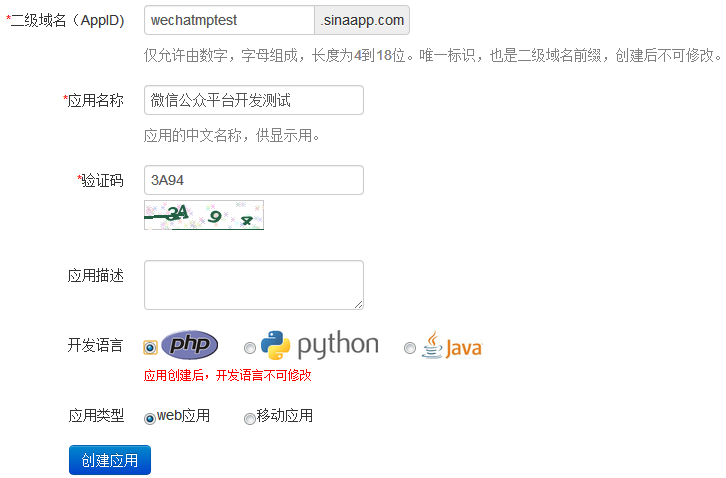 *二级域名（AppID) wechatmptest .sinaapp.com
仅允许由数字，字母组成，长度为4到18位。唯一标识，也是二级域名前缀，创建后不可修改。
*应用名称 微信公众平台开发测试
应用的中文名称，供显示用。
*验证码 3A94
3A 9 4
应用描述
开发语言 php python Java
应用创建后，开发语言不可修改
应用类型 web应用 移动应用
创建应用